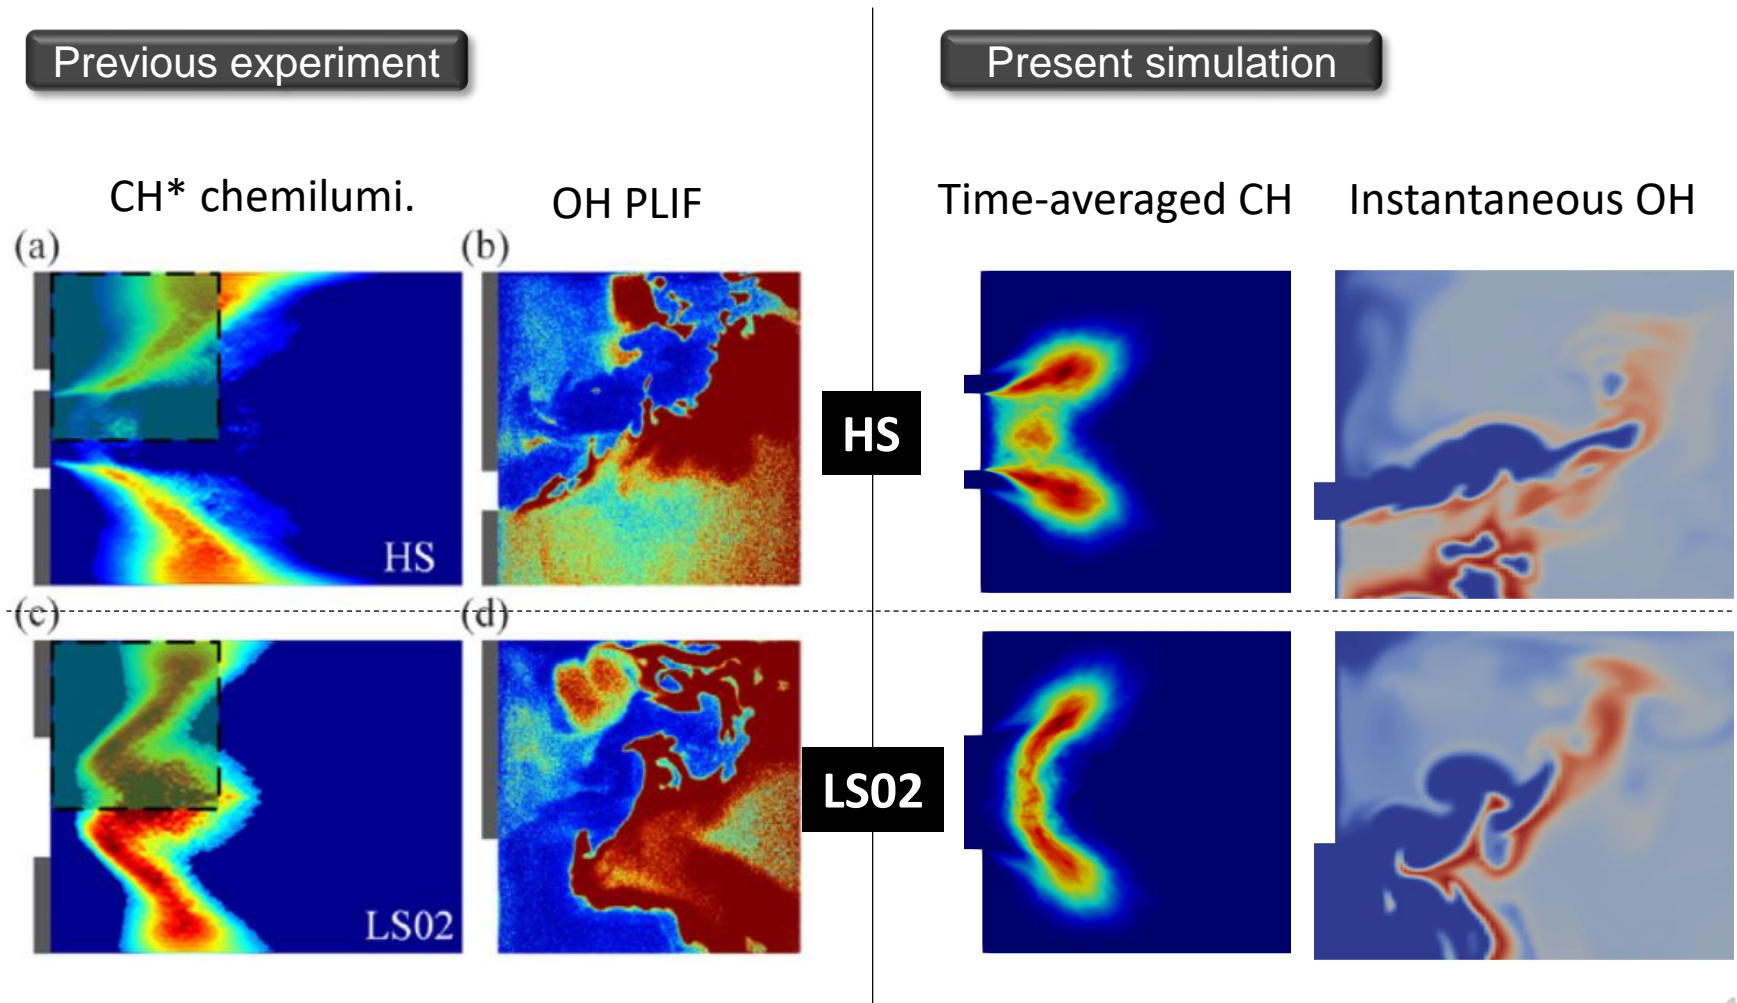 Previous experiment
Present simulation
CH* chemilumi.
OH PLIF
Time-averaged CH
Instantaneous OH
(a)
(b)
HS
HS
(c)
(d)
LS02
LS02